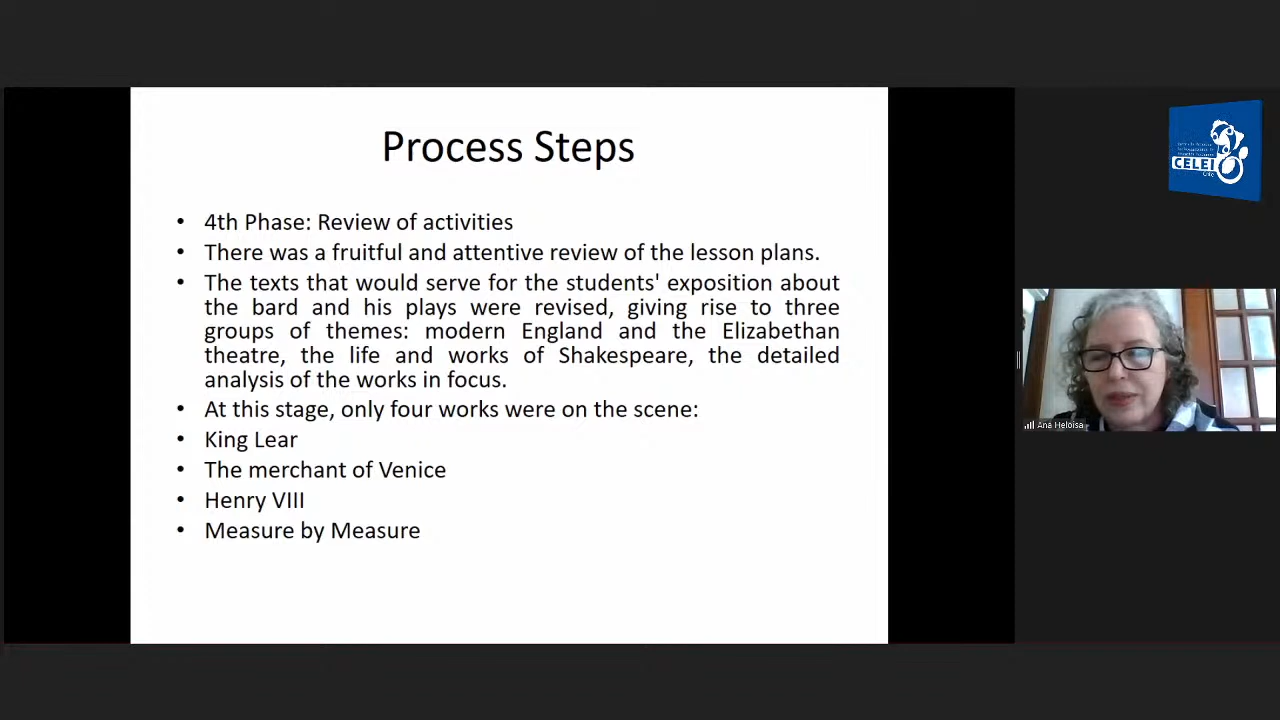 Process Steps
• 4th Phase: Review of activities
• There was a fruitful and attentive review of the lesson plans.
• The texts that would serve for the students' exposition about
the bard and his plays were revised, giving rise to three
groups of themes: modern England and the Elizabethan
theatre, the life and works of Shakespeare, the detailed
analysis of the works in focus.
• At this stage, only four works were on the scene:
• King Lear
• The merchant of Venice
• Henry VIII
• Measure by Measure
CELEI
Chile
Ana Heloisa